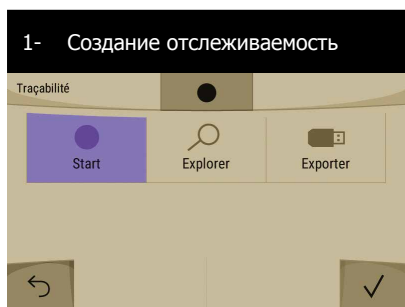 1- Создание отслеживаемость
Traçabilité
Start Explorer Exporter